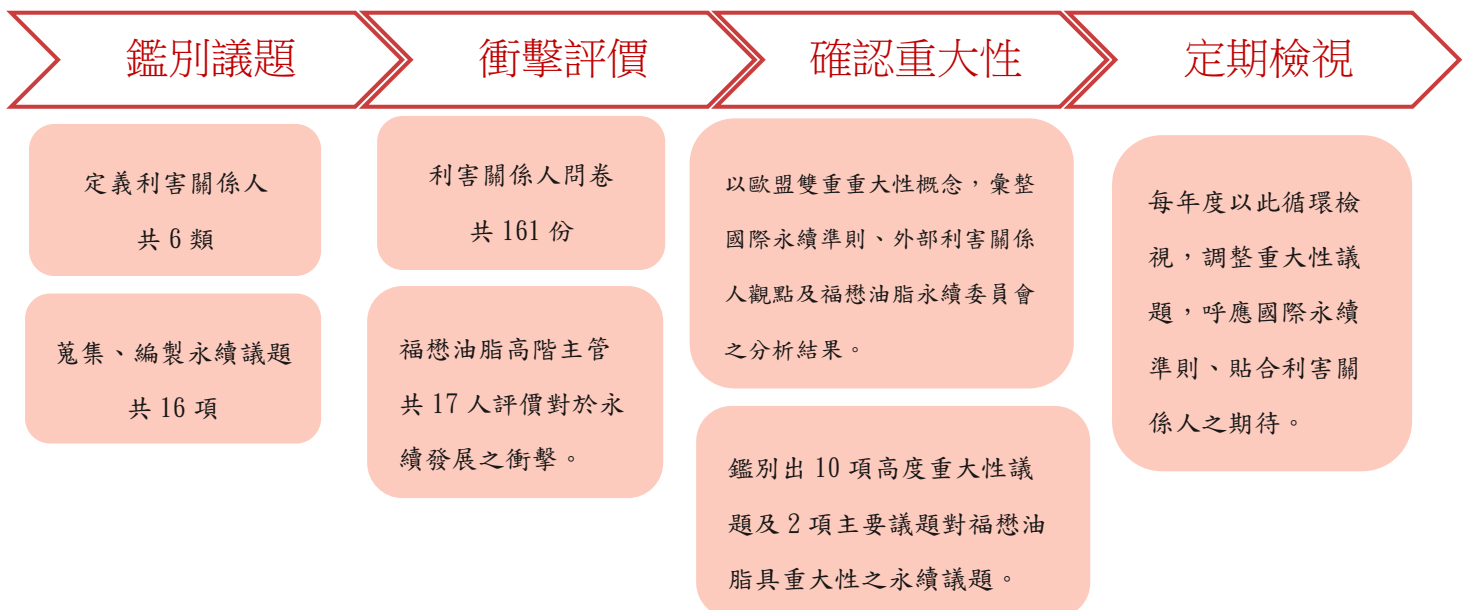 鑑別議題
衝擊評價
確認重大性
定期檢視
定義利害關係人
共 6 類
蒐集、編製永續議題
共 16 項
利害關係人問卷
共 161 份
福懋油脂高階主管
共 17 人評價對於永
續發展之衝擊。
以歐盟雙重重大性概念，彙整
國際永續準則、外部利害關係
人觀點及福懋油脂永續委員會
之分析結果。
鑑別出 10 項高度重大性議
題及 2 項主要議題對福懋油
脂具重大性之永續議題。
每年度以此循環檢
視，調整重大性議
題，呼應國際永續
準則、貼合利害關
係人之期待。